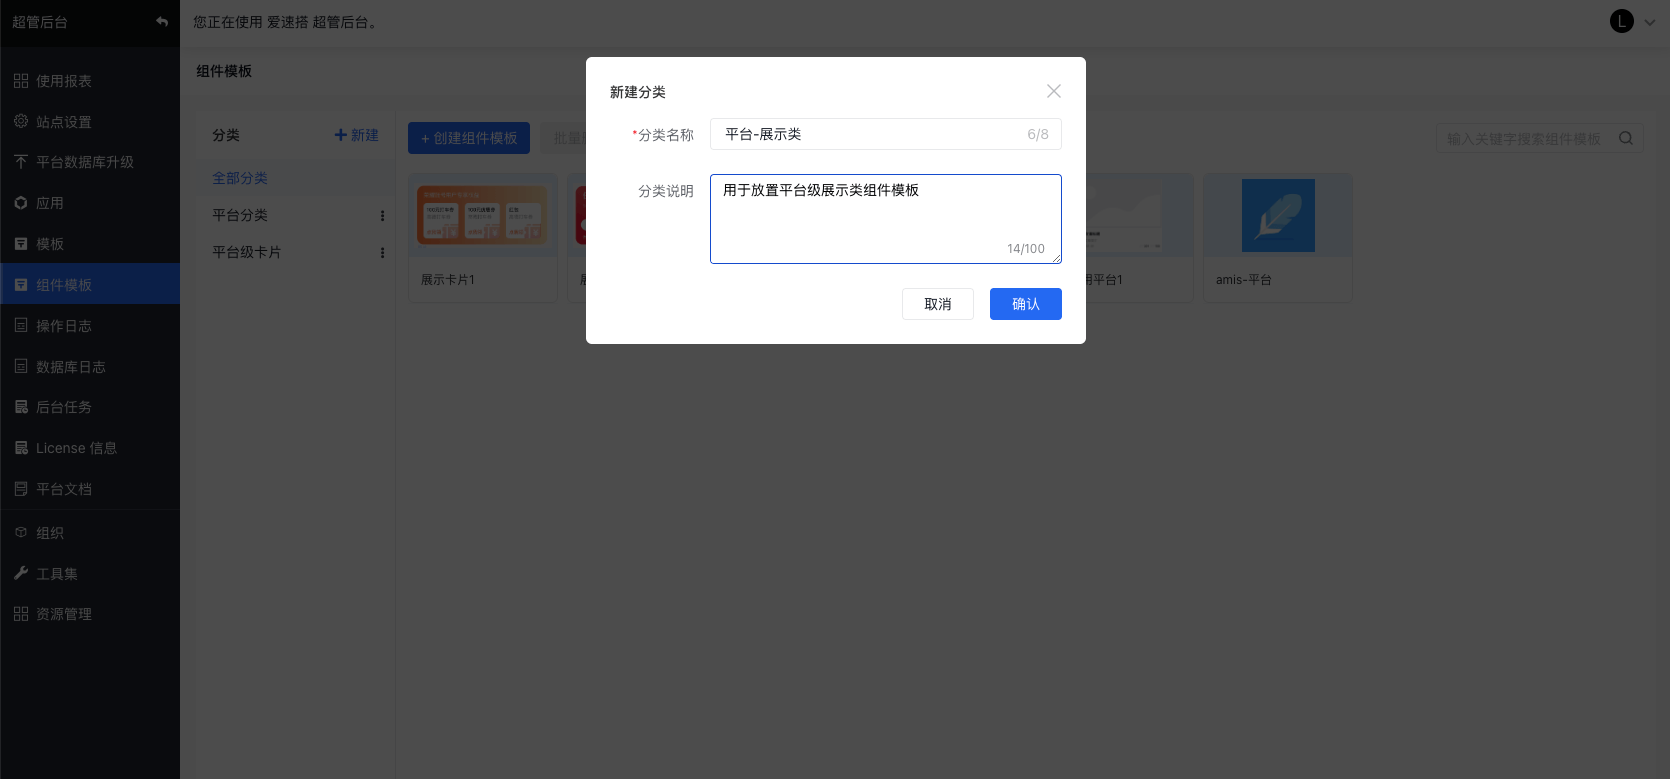 超管后台
您正在使用 爱速搭 超管后台。
L
使用报表
站点设置
平台数据库升级
应用
模板
组件模板
操作日志
数据库日志
后台任务
License 信息
平台文档
组织
工具集
资源管理
组件模板
分类
+ 新建
全部分类
平台分类
平台级卡片
+ 创建组件模板
批量
输入关键字搜索组件模板
展示卡片1
用平台1
amis-平台
新建分类
*分类名称
平台-展示类
6/8
分类说明
用于放置平台级展示类组件模板
14/100
取消
确认